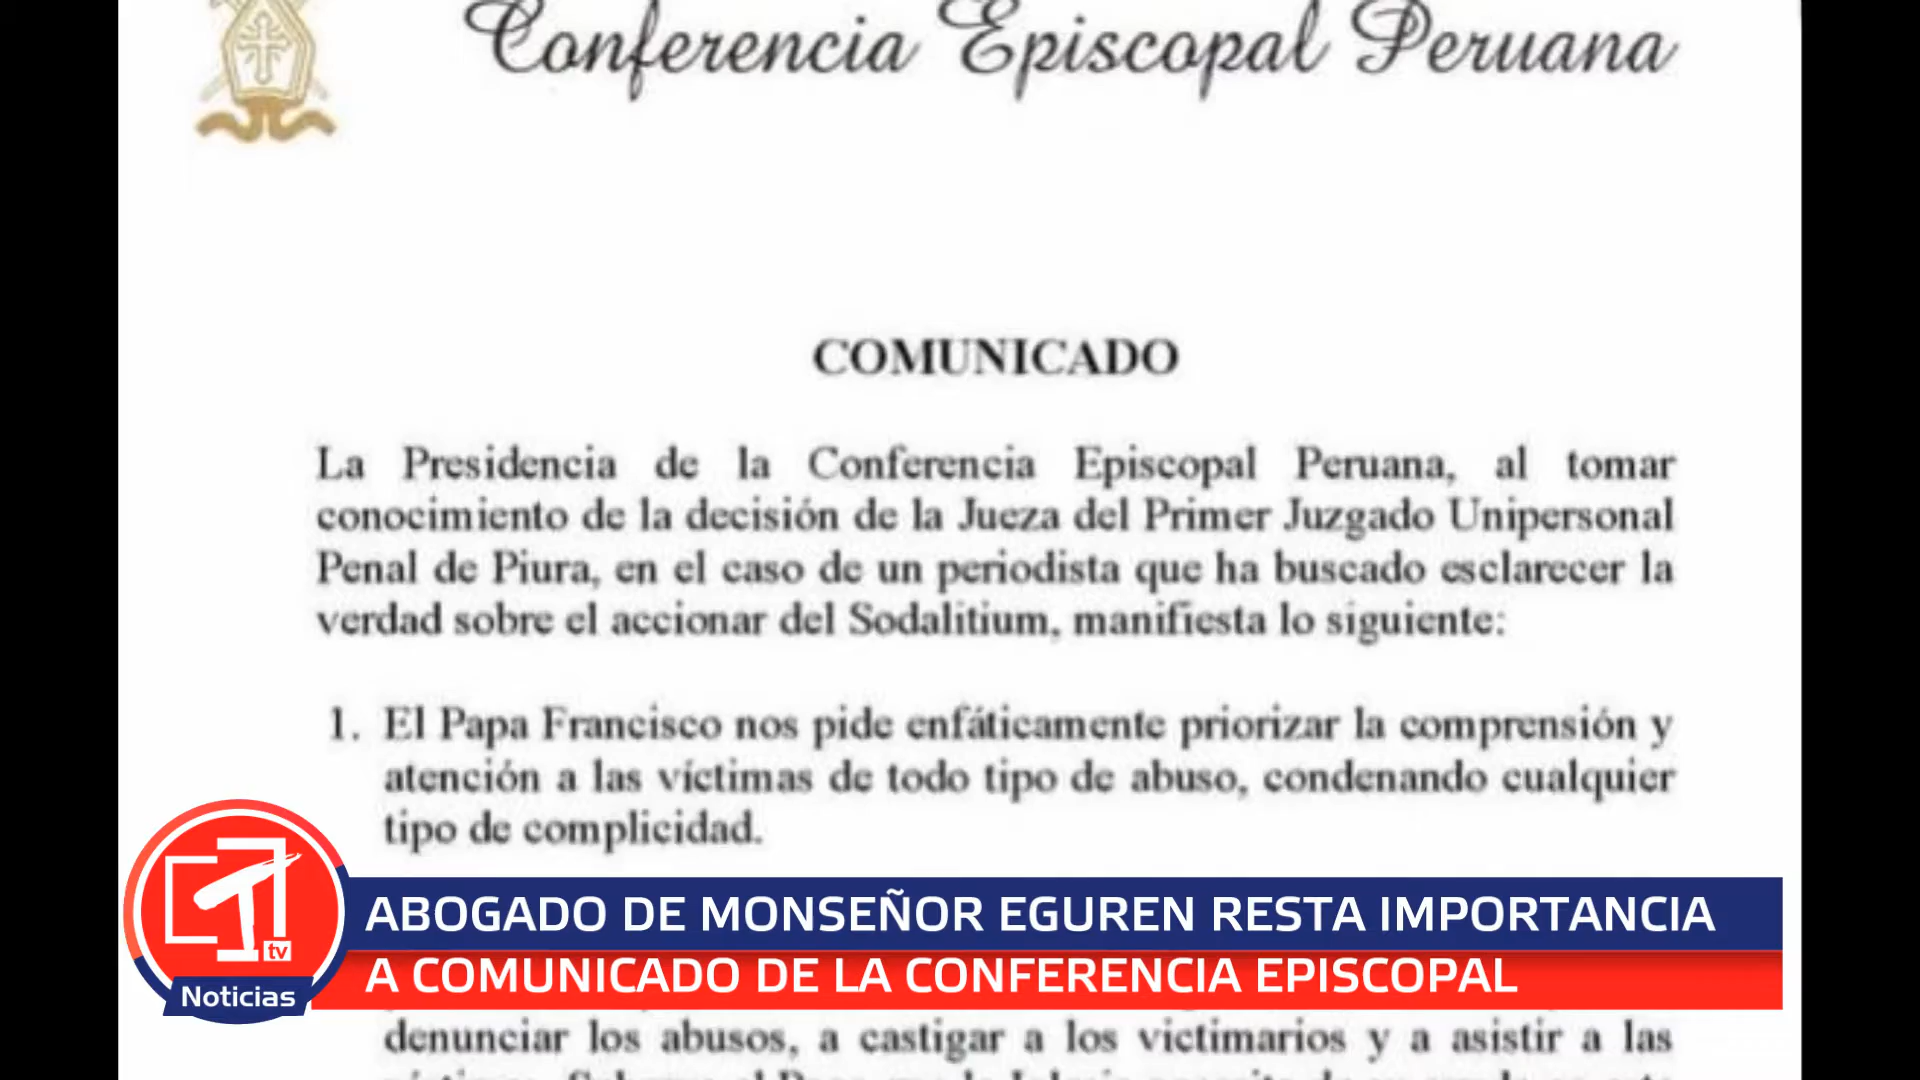 Conferencia Episcopal Peruana
COMUNICADO
La Presidencia de la Conferencia Episcopal Peruana, al tomar
conocimiento de la decisión de la Jueza del Primer Juzgado Unipersonal
Penal de Piura, en el caso de un periodista que ha buscado esclarecer la
verdad sobre el accionar del Sodalitium, manifiesta lo siguiente:
1. El Papa Francisco nos pide enfáticamente priorizar la comprensión y
atención a las víctimas de todo tipo de abuso, condenando cualquier
tipo de complicidad.
tv
Noticias
ABOGADO DE MONSEÑOR EGUREN RESTA IMPORTANCIA
A COMUNICADO DE LA CONFERENCIA EPISCOPAL
denunciar los abusos, a castigar a los victimarios y a asistir a las